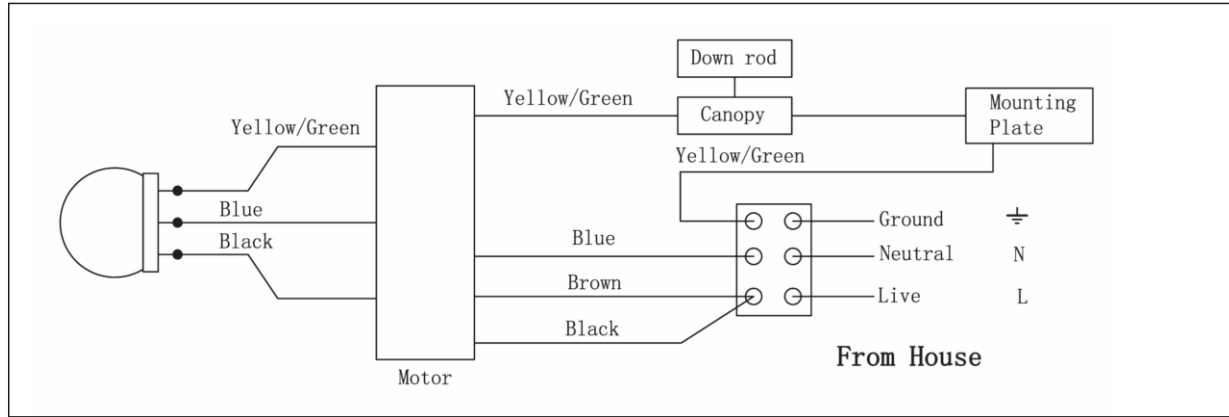 Down rod
Yellow/Green
Canopy
Mounting
Plate
Yellow/Green
Yellow/Green
Blue
Black
Ground
Blue
Neutral
N
Brown
Live
L
Black
From House
Motor